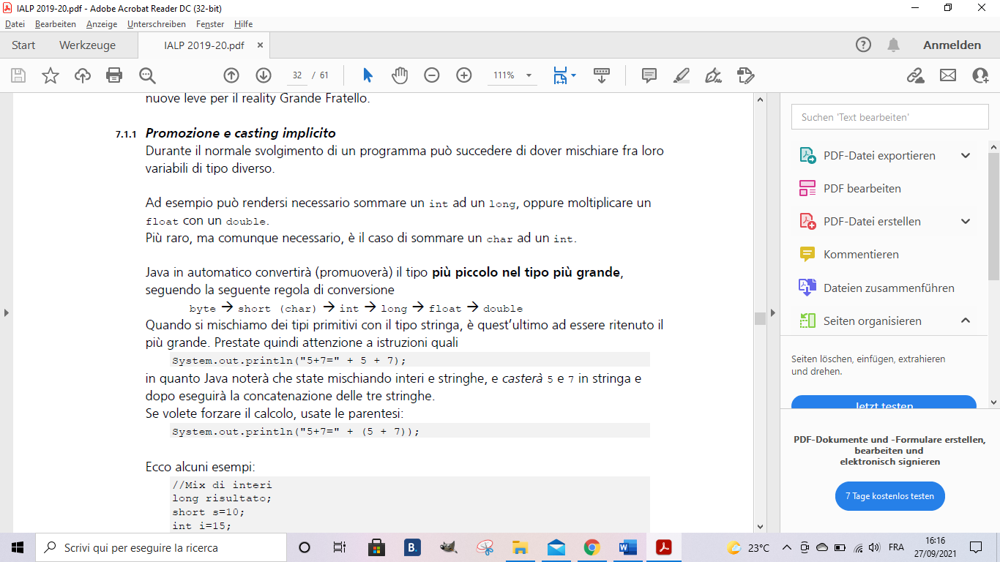 IALP 2019-20.pdf - Adobe Acrobat Reader DC (32-bit)
Datei Bearbeiten Anzeige Unterschreiben Fenster Hilfe
Start Werkzeuge IALP 2019-20.pdf × Anmelden
32 / 61 111%
nuove leve per il reality Grande Fratello.
7.1.1 Promozione e casting implicito
Durante il normale svolgimento di un programma può succedere di dover mischiare fra loro
variabili di tipo diverso.
Ad esempio può rendersi necessario sommare un int ad un long, oppure moltiplicare un
float con un double.
Più raro, ma comunque necessario, è il caso di sommare un char ad un int.
Java in automatico convertirà (promuoverà) il tipo più piccolo nel tipo più grande,
seguendo la seguente regola di conversione
byte → short (char) → int → long → float → double
Quando si mischiamo dei tipi primitivi con il tipo stringa, è quest’ultimo ad essere ritenuto il
più grande. Prestate quindi attenzione a istruzioni quali
System.out.println("5+7=" + 5 + 7);
in quanto Java noterà che state mischiando interi e stringhe, e casterà 5 e 7 in stringa e
dopo eseguirà la concatenazione delle tre stringhe.
Se volete forzare il calcolo, usate le parentesi:
System.out.println("5+7=" + (5 + 7));
Ecco alcuni esempi:
//Mix di interi
long risultato;
short s=10;
int i=15;
Suchen 'Text bearbeiten'
PDF-Datei exportieren
PDF bearbeiten
PDF-Datei erstellen
Kommentieren
Dateien zusammenführen
Seiten organisieren
Seiten löschen, einfügen, extrahieren
und drehen.
Jetzt testen
PDF-Dokumente und -Formulare erstellen,
bearbeiten und
elektronisch signieren
7 Tage kostenlos testen
Scrivi qui per eseguire la ricerca
B.
23°C
FRA
16:16
27/09/2021